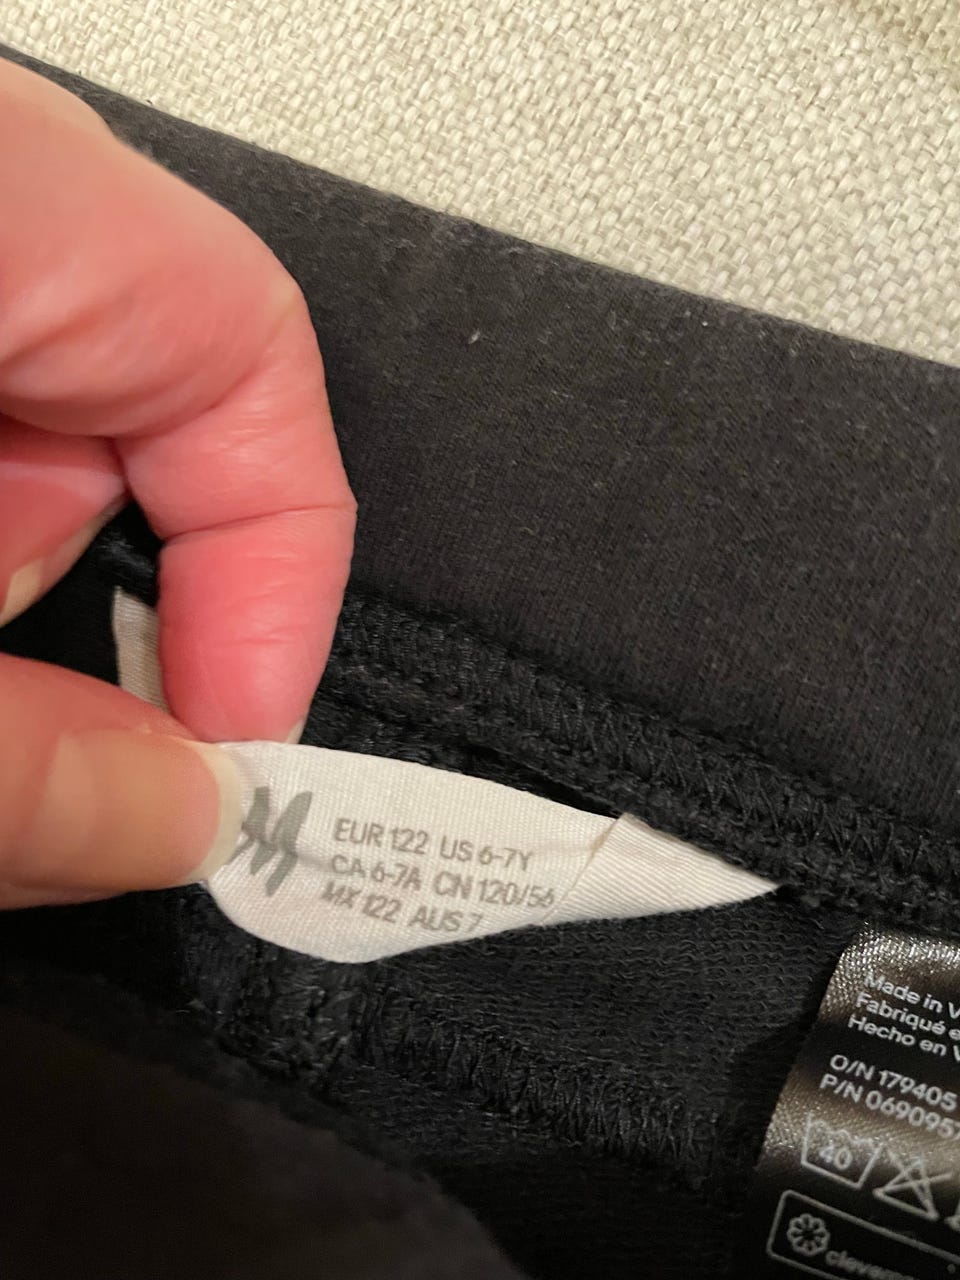 EUR 122 US 6-7Y
CA 6-7A CN 120/56
MX 122 AUS 7
Made in
Fabriqué
Hecho en
O/N 179405
P/N
40